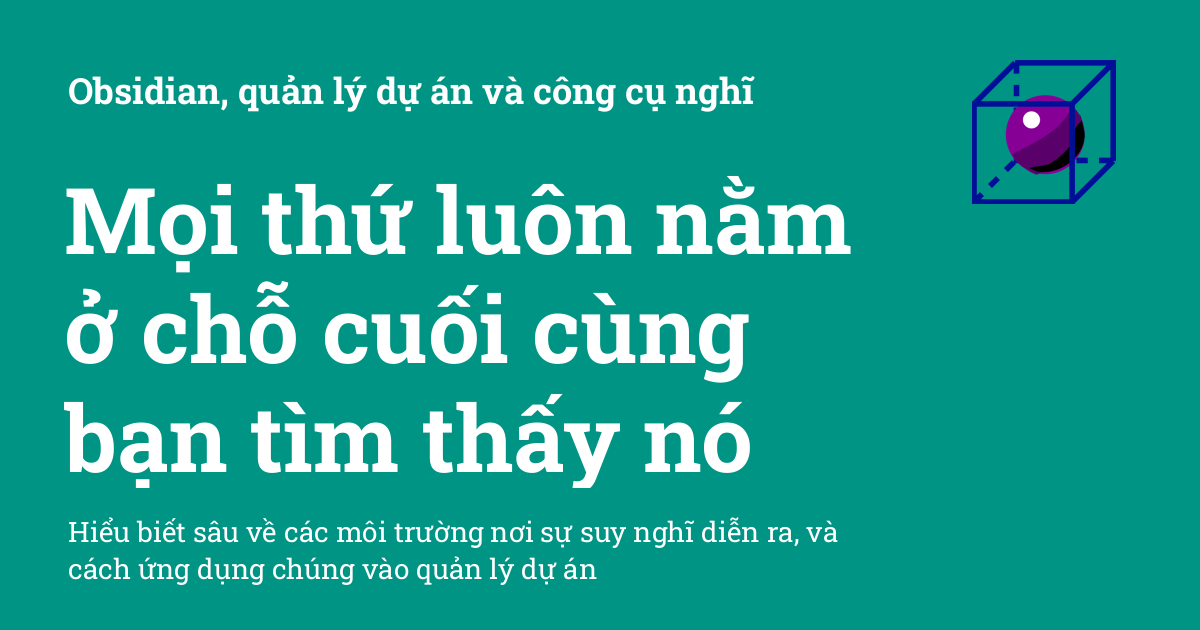 Obsidian, quản lý dự án và công cụ nghĩ
Mọi thứ luôn nằm
ở chỗ cuối cùng
bạn tìm thấy nó
Hiểu biết sâu về các môi trường nơi sự suy nghĩ diễn ra, và
cách ứng dụng chúng vào quản lý dự án